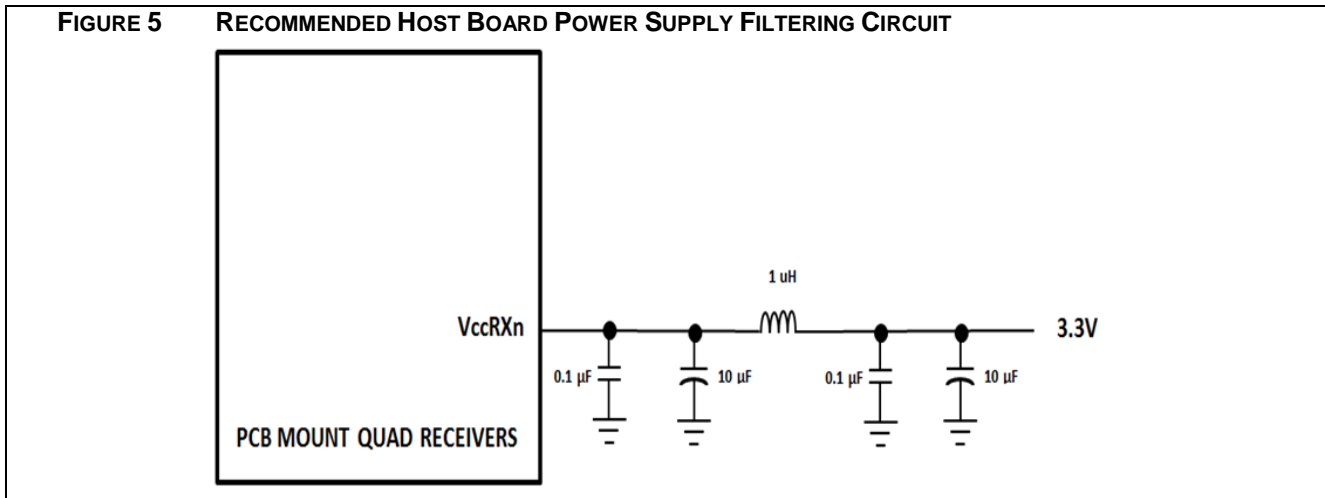 FIGURE 5 RECOMMENDED HOST BOARD POWER SUPPLY FILTERING CIRCUIT
1 uH
VccRXn
3.3V
0.1 µF
10 µF
0.1 µF
10 µF
PCB MOUNT QUAD RECEIVERS